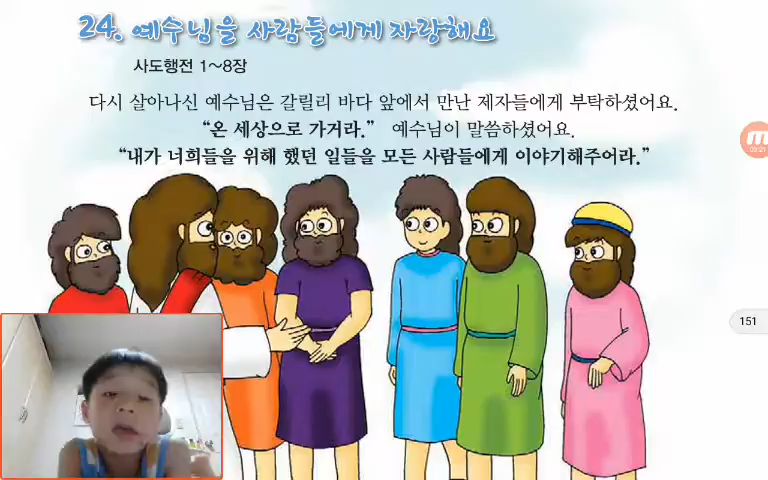 24. 예수님을 사람들에게 자랑해요
사도행전 1~8장
다시 살아나신 예수님은 갈릴리 바다 앞에서 만난 제자들에게 부탁하셨어요.
“온 세상으로 가거라.” 예수님이 말씀하셨어요.
“내가 너희들을 위해 했던 일들을 모든 사람들에게 이야기해주어라.”
151